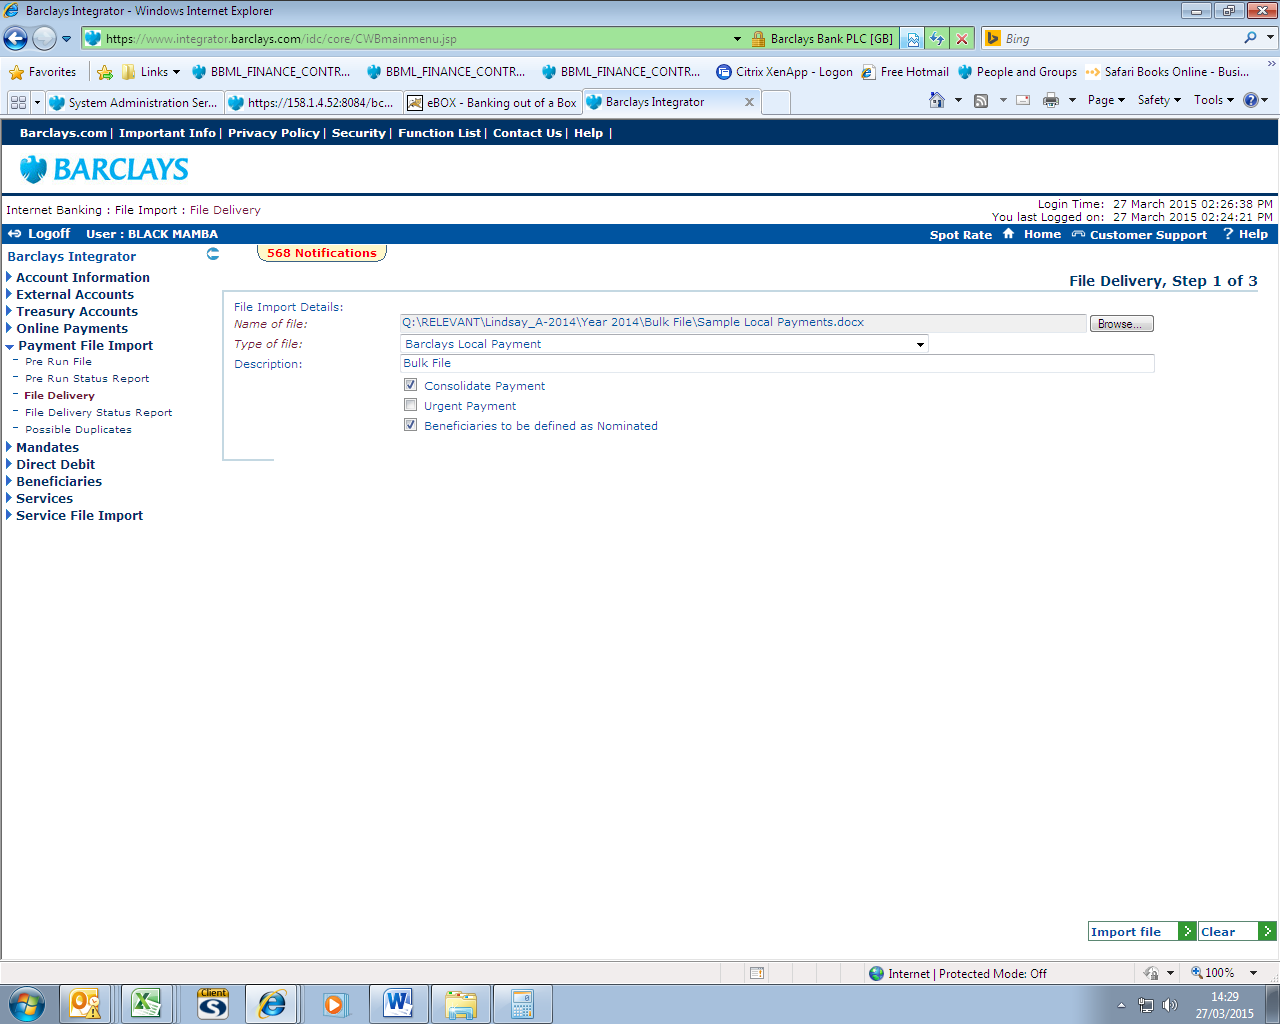 Barclays Integrator - Windows Internet Explorer
https://www.integrator.barclays.com/idc/core/CWBmainmenu.jsp
Barclays Bank PLC [GB]
Bing
Favorites
Links
BBML_FINANCE_CONTR...
BBML_FINANCE_CONTR...
BBML_FINANCE_CONTR...
Citrix XenApp - Logon
Free Hotmail
People and Groups
Safari Books Online - Busi...
System Administration Ser...
https://158.1.4.52:8084/bc...
eBOX - Banking out of a Box
Barclays Integrator
Page
Safety
Tools
Barclays.com | Important Info | Privacy Policy | Security | Function List | Contact Us | Help |
BARCLAYS
Internet Banking : File Import : File Delivery
Login Time: 27 March 2015 02:26:38 PM
You last Logged on: 27 March 2015 02:24:21 PM
Logoff
User : BLACK MAMBA
Spot Rate
Home
Customer Support
? Help
Barclays Integrator
568 Notifications
File Delivery, Step 1 of 3
Account Information
External Accounts
Treasury Accounts
Online Payments
Payment File Import
Pre Run File
Pre Run Status Report
File Delivery
File Delivery Status Report
Possible Duplicates
Mandates
Direct Debit
Beneficiaries
Services
Service File Import
File Import Details:
Name of file:
Q:\RELEVANT\Lindsay_A-2014\Year 2014\Bulk File\Sample Local Payments.docx
Browse...
Type of file:
Barclays Local Payment
Description:
Bulk File
Consolidate Payment
Urgent Payment
Beneficiaries to be defined as Nominated
Import file
Clear
Internet | Protected Mode: Off
100%
Client
14:29
27/03/2015